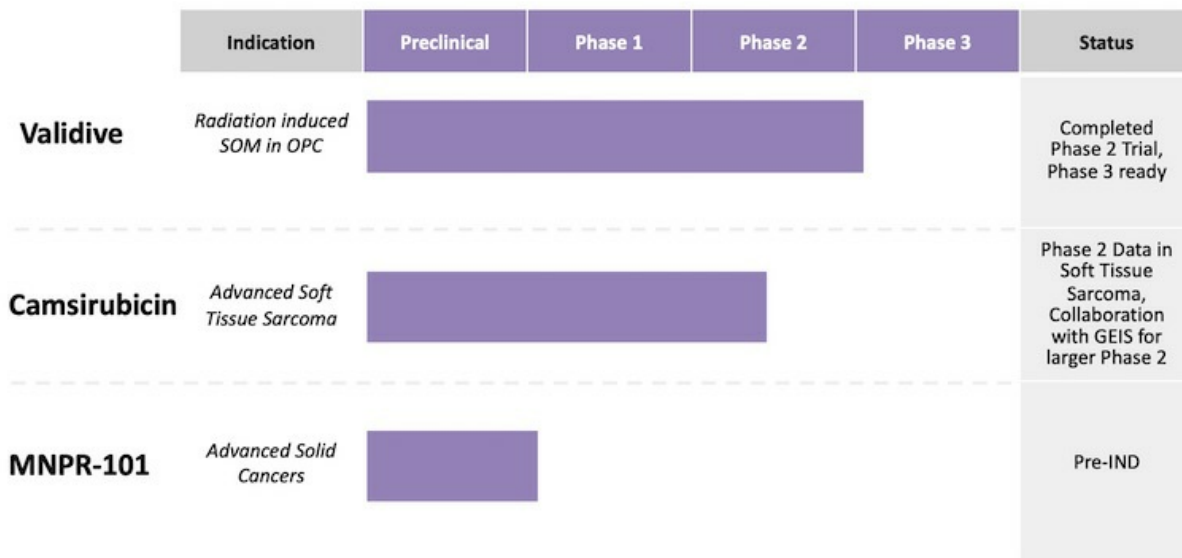 Indication Preclinical Phase 1 Phase 2 Phase 3 Status
Validive
Radiation induced
SOM in OPC
Completed
Phase 2 Trial,
Phase 3 ready
Camsirubicin
Advanced Soft
Tissue Sarcoma
Phase 2 Data in
Soft Tissue
Sarcoma,
Collaboration
with GEIS for
larger Phase 2
MNPR-101
Advanced Solid
Cancers
Pre-IND